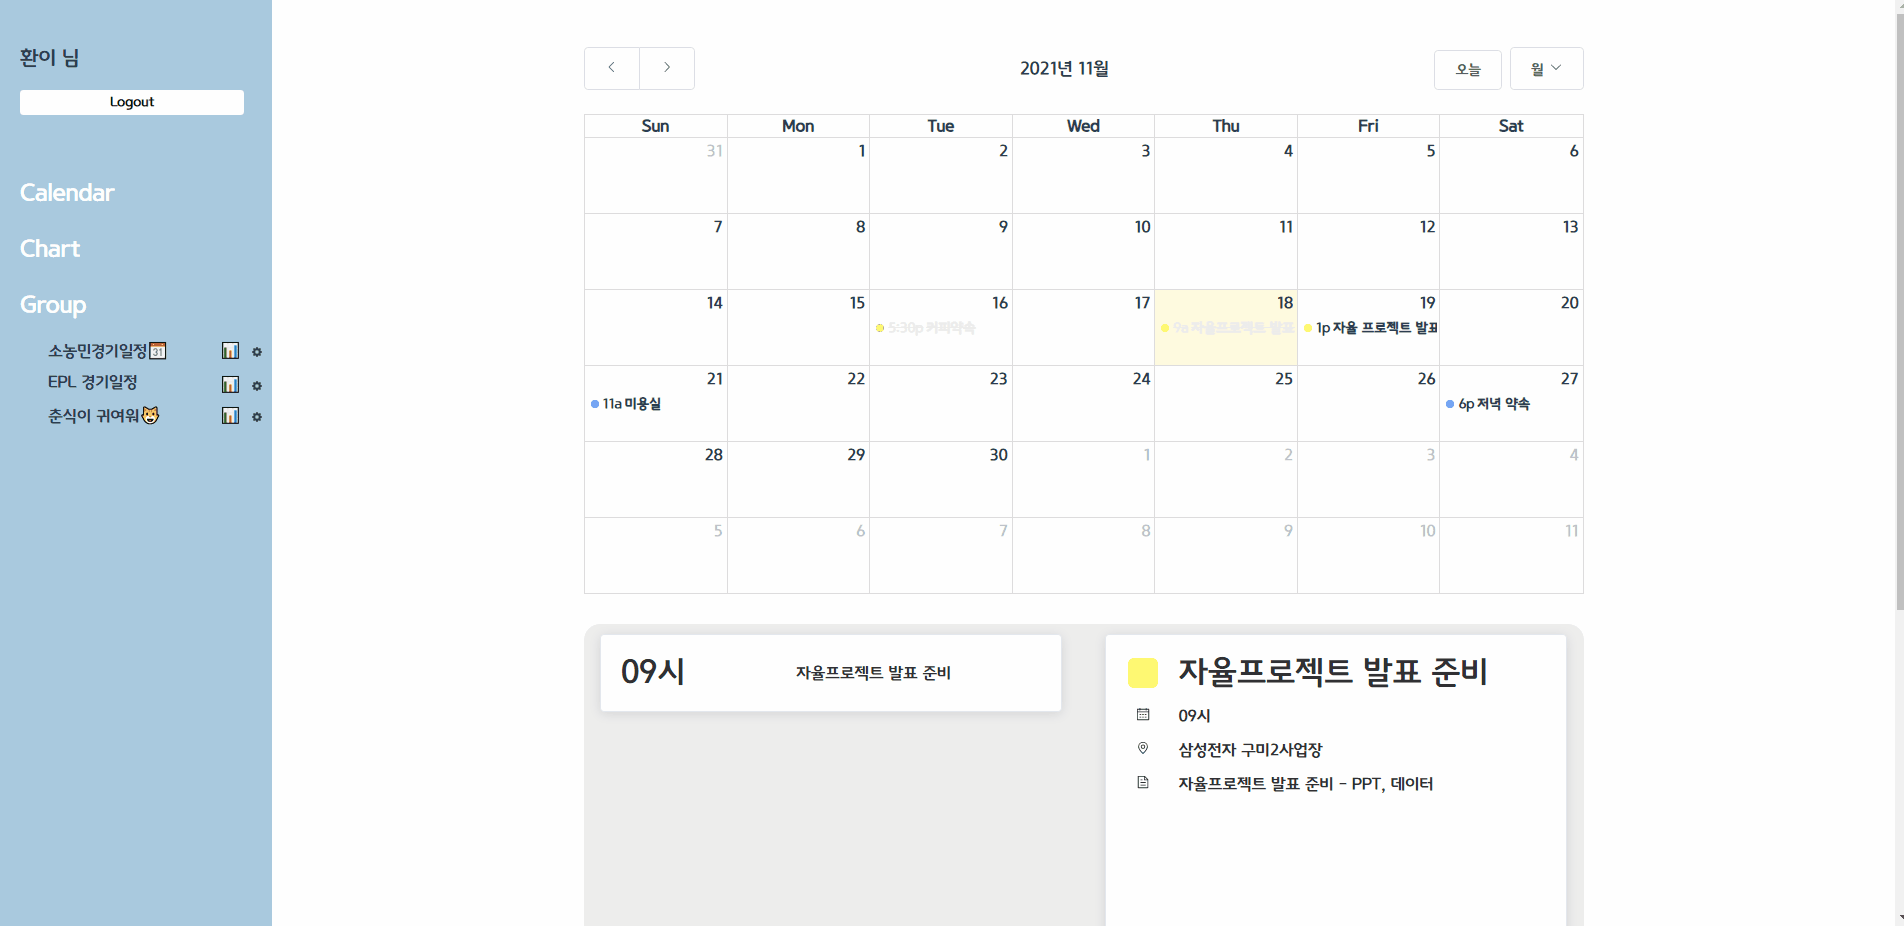 환이 님
Logout
Calendar
Chart
Group
소농민경기일정
EPL 경기일정
춘식이 귀여워
2021년 11월
오늘
월
Sun Mon Tue Wed Thu Fri Sat
31 1 2 3 4 5 6
7 8 9 10 11 12 13
14 15 16 17 18 19 20
5:30p 커피약속
9a 자율프로젝트 발표
1p 자율 프로젝트 발표
21 22 23 24 25 26 27
11a 미용실
6p 저녁 약속
28 29 30 1 2 3 4
5 6 7 8 9 10 11
09시
자율프로젝트 발표 준비
자율프로젝트 발표 준비
09시
삼성전자 구미2사업장
자율프로젝트 발표 준비 - PPT, 데이터